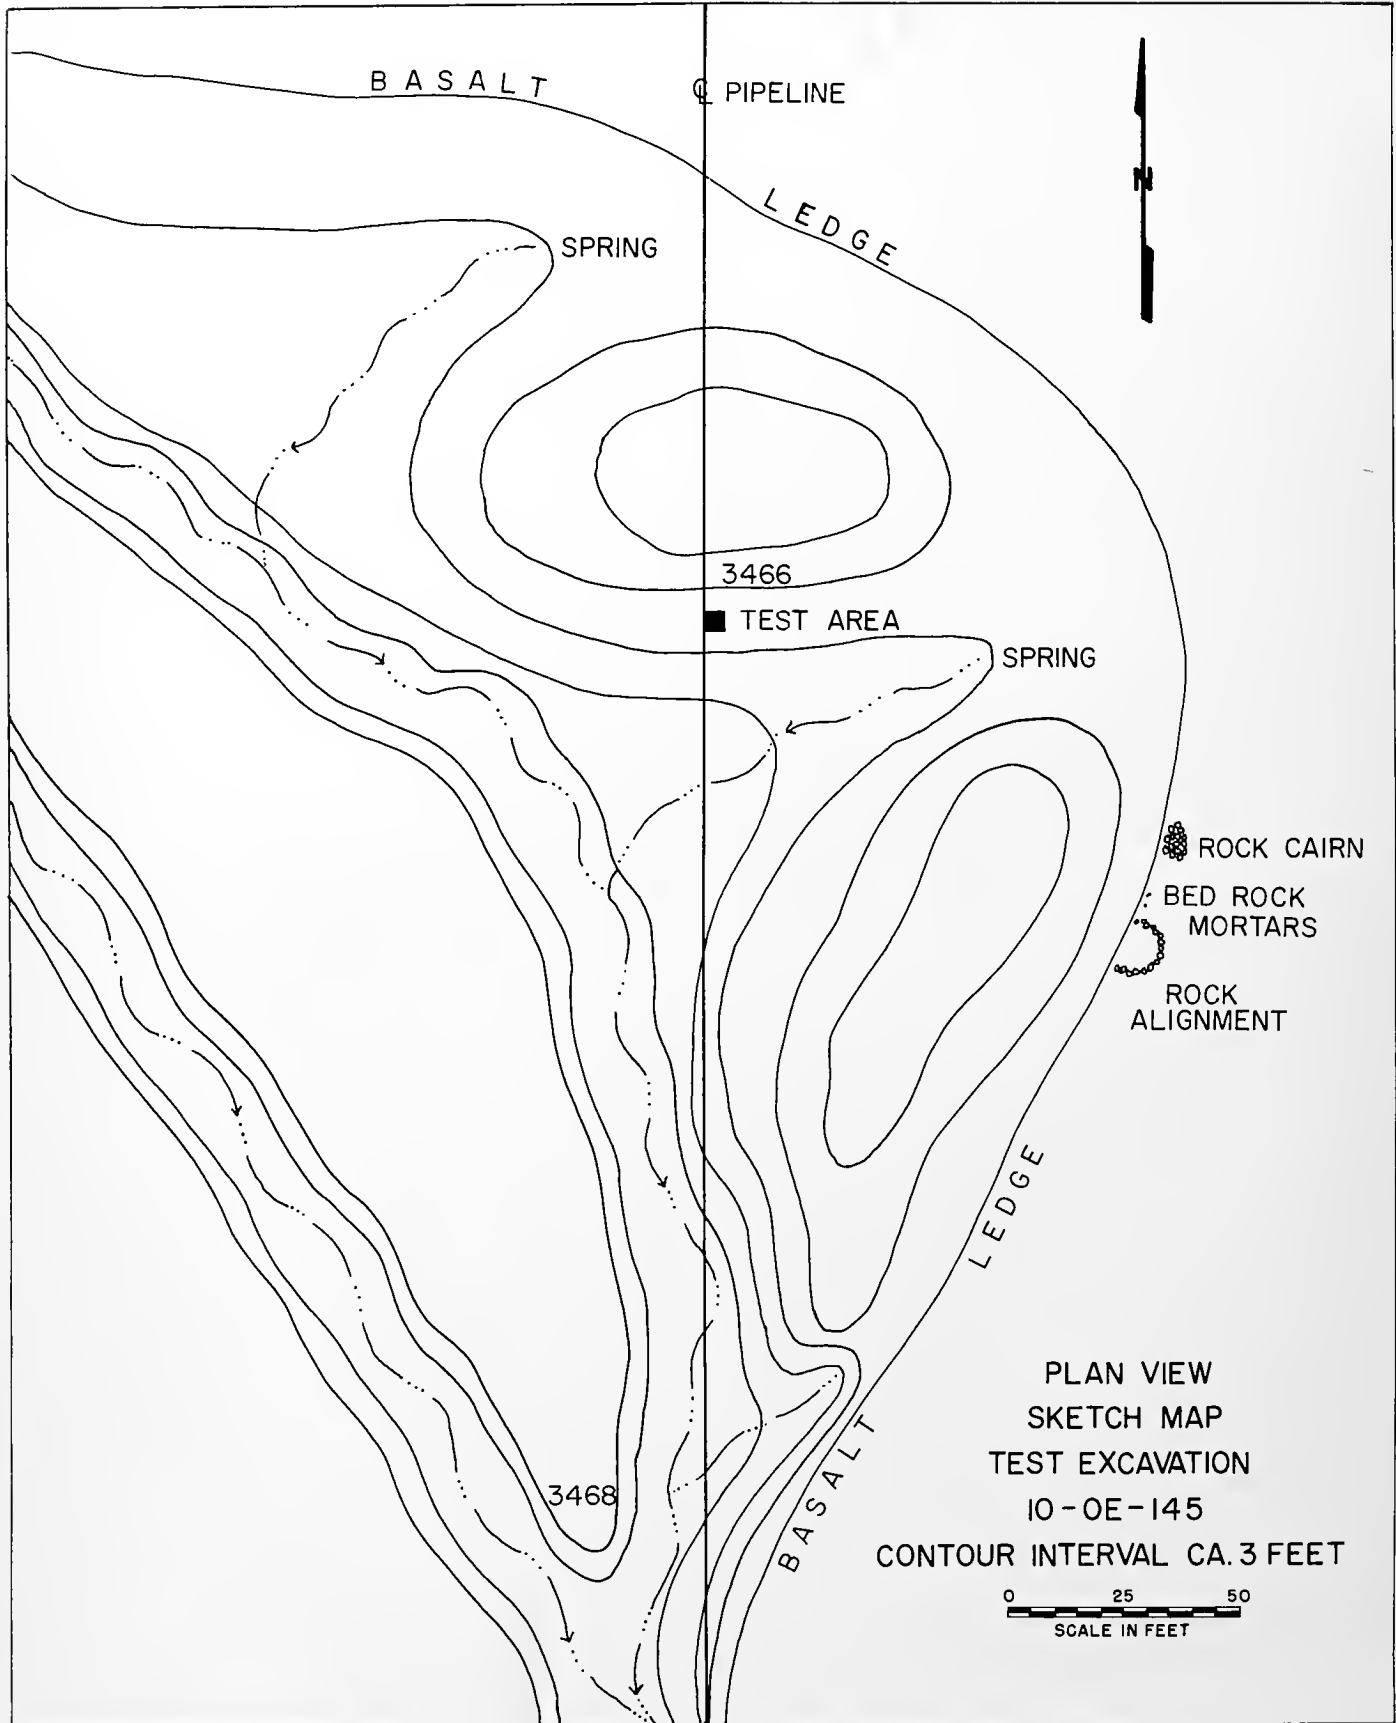 BASALT
℄ PIPELINE
N
LEDGE
SPRING
3466
TEST AREA
SPRING
ROCK CAIRN
BED ROCK
MORTARS
ROCK
ALIGNMENT
LEDGE
BASALT
3468
PLAN VIEW
SKETCH MAP
TEST EXCAVATION
10-OE-145
CONTOUR INTERVAL CA. 3 FEET
0 25 50
SCALE IN FEET